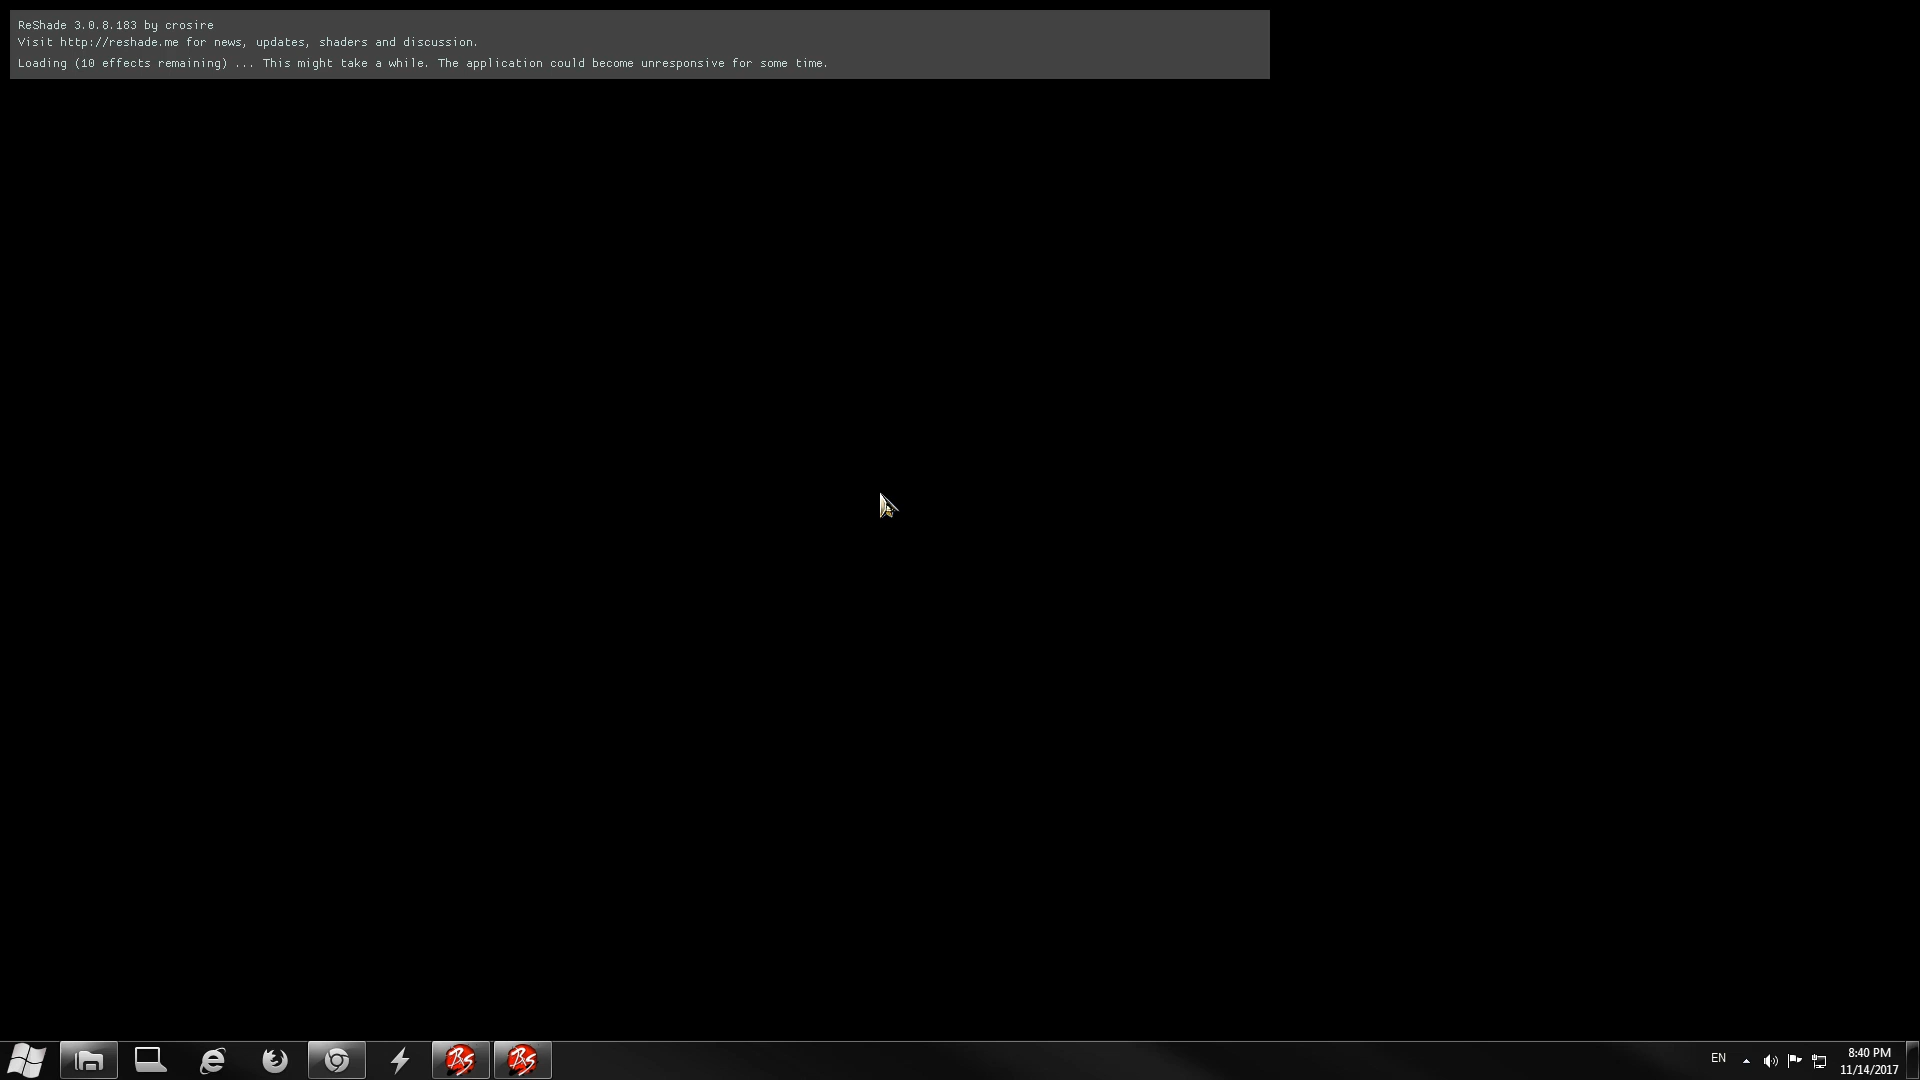 ReShade 3.0.8.183 by crosire
Visit http://reshade.me for news, updates, shaders and discussion.
Loading (10 effects remaining) ... This might take a while. The application could become unresponsive for some time.
BS
BS
EN
8:40 PM
11/14/2017